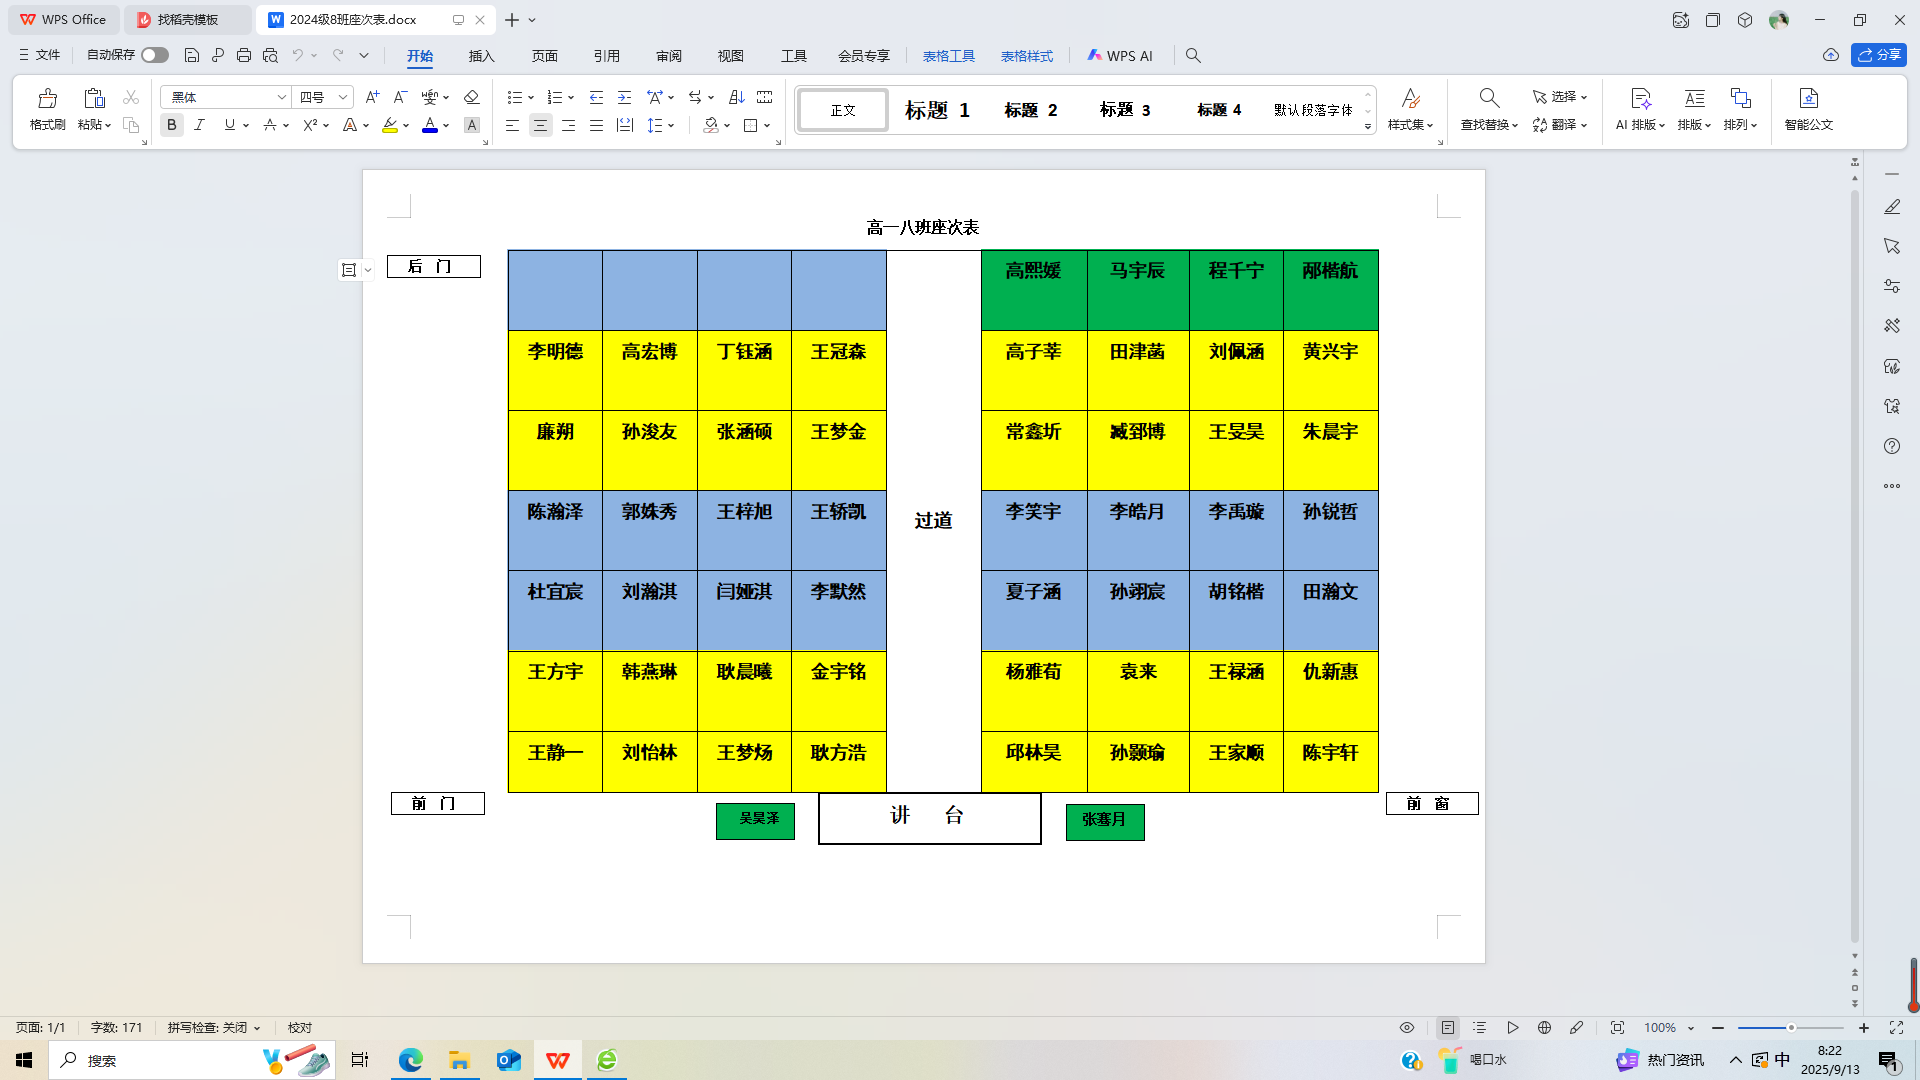 WPS Office 找稻壳模板 2024级8班座次表.docx
文件 自动保存 开始 插入 页面 引用 审阅 视图 工具 会员专享 表格工具 表格样式 WPS AI 分享
格式刷 粘贴 黑体 四号 正文 标题 1 标题 2 标题 3 标题 4 默认段落字体 样式集 查找替换 选择 翻译 AI 排版 排版 排列 智能公文
高一八班座次表
后 门
高熙媛 马宇辰 程千宁 邴楷航
李明德 高宏博 丁钰涵 王冠森 高子莘 田津菡 刘佩涵 黄兴宇
廉朔 孙浚友 张涵硕 王梦金 常鑫圻 臧郅博 王旻昊 朱晨宇
陈瀚泽 郭姝秀 王梓旭 王轿凯 过道 李笑宇 李皓月 李禹璇 孙锐哲
杜宜宸 刘瀚淇 闫娅淇 李默然 夏子涵 孙翊宸 胡铭楷 田瀚文
王方宇 韩燕琳 耿晨曦 金宇铭 杨雅荀 袁来 王禄涵 仇新惠
王静一 刘怡林 王梦炀 耿方浩 邱林昊 孙颢瑜 王家顺 陈宇轩
前 门 吴昊泽 讲 台 张骞月 前 窗
页面: 1/1 字数: 171 拼写检查: 关闭 校对 100%
搜索 喝口水 热门资讯 中 8:22
2025/9/13